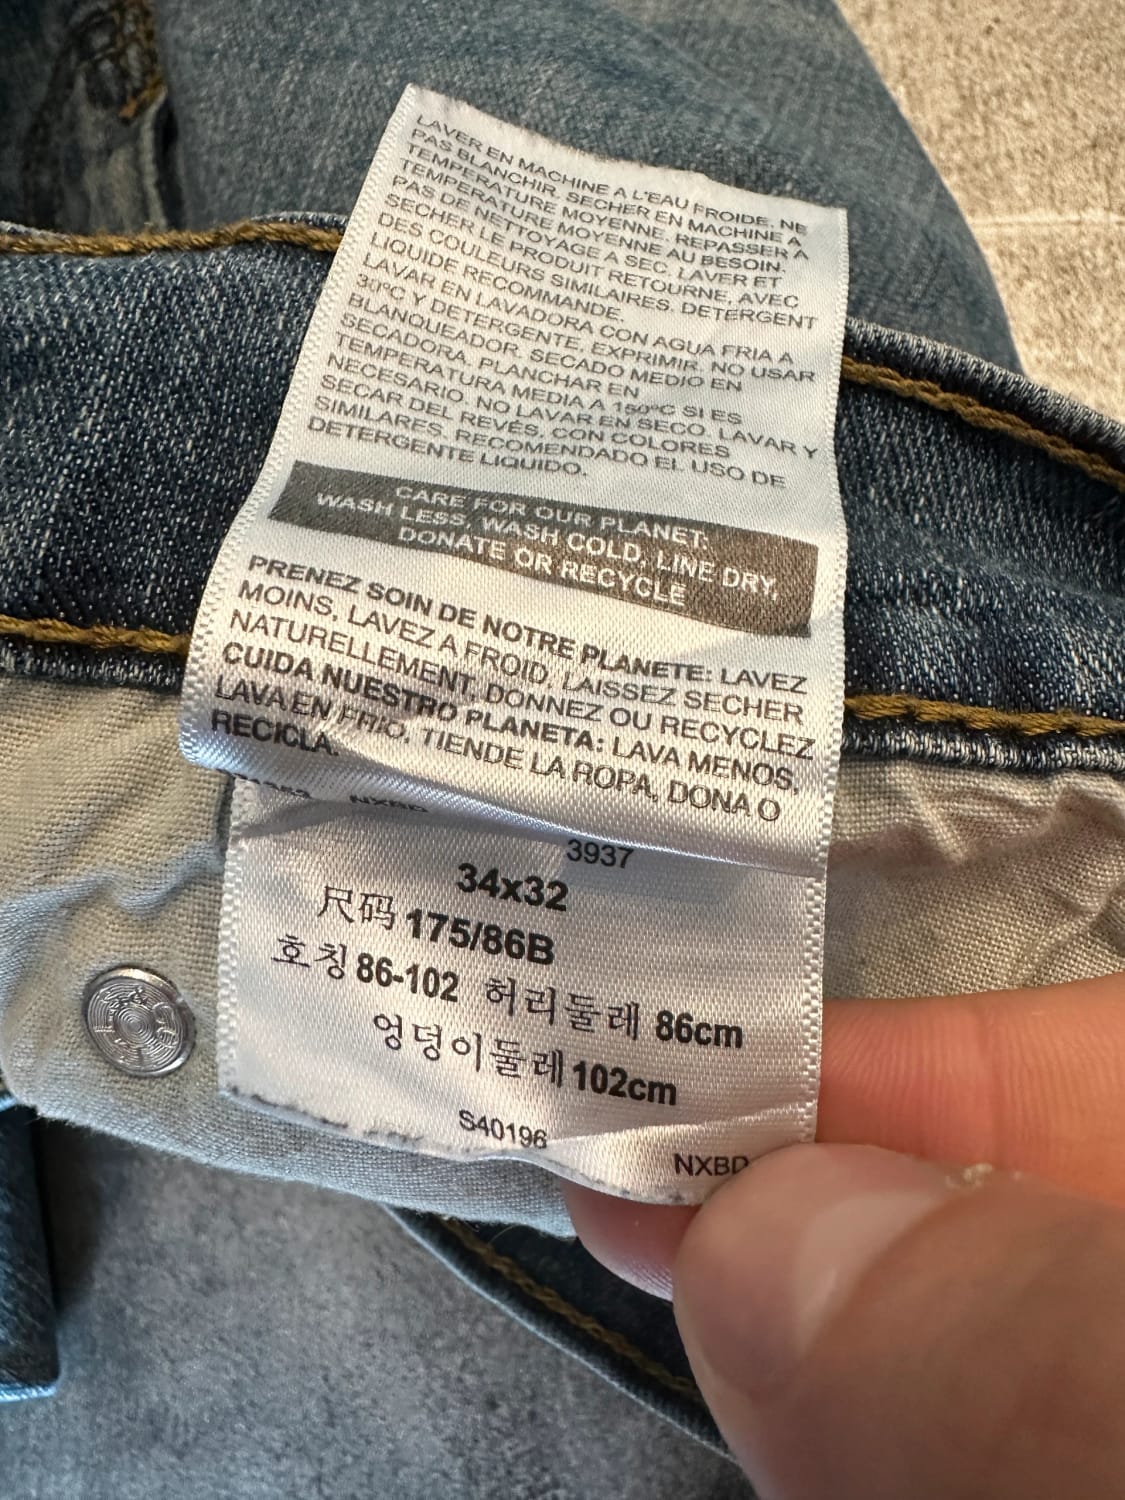 LAVER EN MACHINE A L'EAU FROIDE. NE
PAS BLANCHIR. SECHER EN MACHINE A
TEMPERATURE MOYENNE. REPASSER A
TEMPERATURE MOYENNE AU BESOIN.
PAS DE NETTOYAGE A SEC. LAVER ET
SECHER LE PRODUIT RETOURNE, AVEC
DES COULEURS SIMILAIRES. DETERGENT
LIQUIDE RECOMMANDE.
LAVAR EN LAVADORA CON AGUA FRIA A
30ºC Y DETERGENTE, EXPRIMIR. NO USAR
BLANQUEADOR. SECADO MEDIO EN
SECADORA. PLANCHAR EN
TEMPERATURA MEDIA A 150ºC SI ES
NECESARIO. NO LAVAR EN SECO. LAVAR Y
SECAR DEL REVÉS, CON COLORES
SIMILARES. RECOMENDADO EL USO DE
DETERGENTE LIQUIDO.
CARE FOR OUR PLANET:
WASH LESS, WASH COLD, LINE DRY,
DONATE OR RECYCLE
PRENEZ SOIN DE NOTRE PLANETE: LAVEZ
MOINS, LAVEZ A FROID, LAISSEZ SECHER
NATURELLEMENT. DONNEZ OU RECYCLEZ
CUIDA NUESTRO PLANETA: LAVA MENOS,
LAVA EN FRIO, TIENDE LA ROPA, DONA O
RECICLA.
NXBD
3937
34x32
尺码 175/86B
호칭 86-102 허리둘레 86cm
엉덩이둘레 102cm
S40196
NXBD